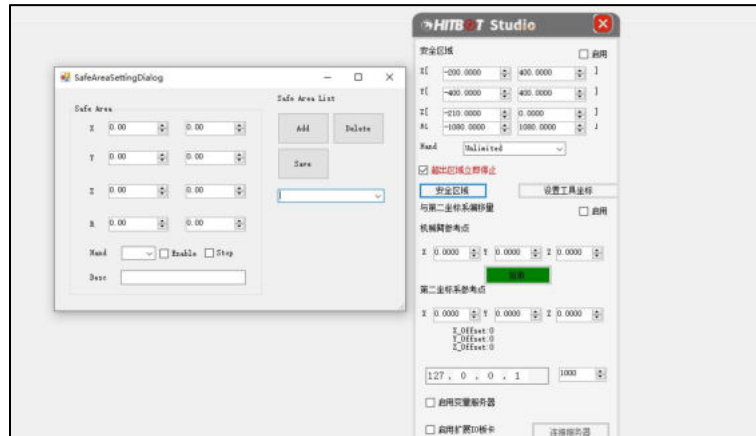 HITBOT Studio
安全区域
启用
X[ -200.0000 400.0000 ]
Y[ -400.0000 400.0000 ]
Z[ -210.0000 0.0000 ]
R[ -1080.0000 1080.0000 ]
Hand Unlimited
超出区域立即停止
安全区域 设置工具坐标
与第二坐标系偏移量 启用
机械臂参考点
X 0.0000 Y 0.0000 Z 0.0000
第二坐标系参考点
X 0.0000 Y 0.0000 Z 0.0000
X_Offset:0
Y_Offset:0
Z_Offset:0
127 . 0 . 0 . 1 1000
启用变量服务器
启用扩展IO板卡 连接服务器
SafeAreaSettingDialog
Safe Area
X 0.00 0.00
Y 0.00 0.00
Z 0.00 0.00
R 0.00 0.00
Hand Enable Stop
Desc
Safe Area List
Add Delete
Save